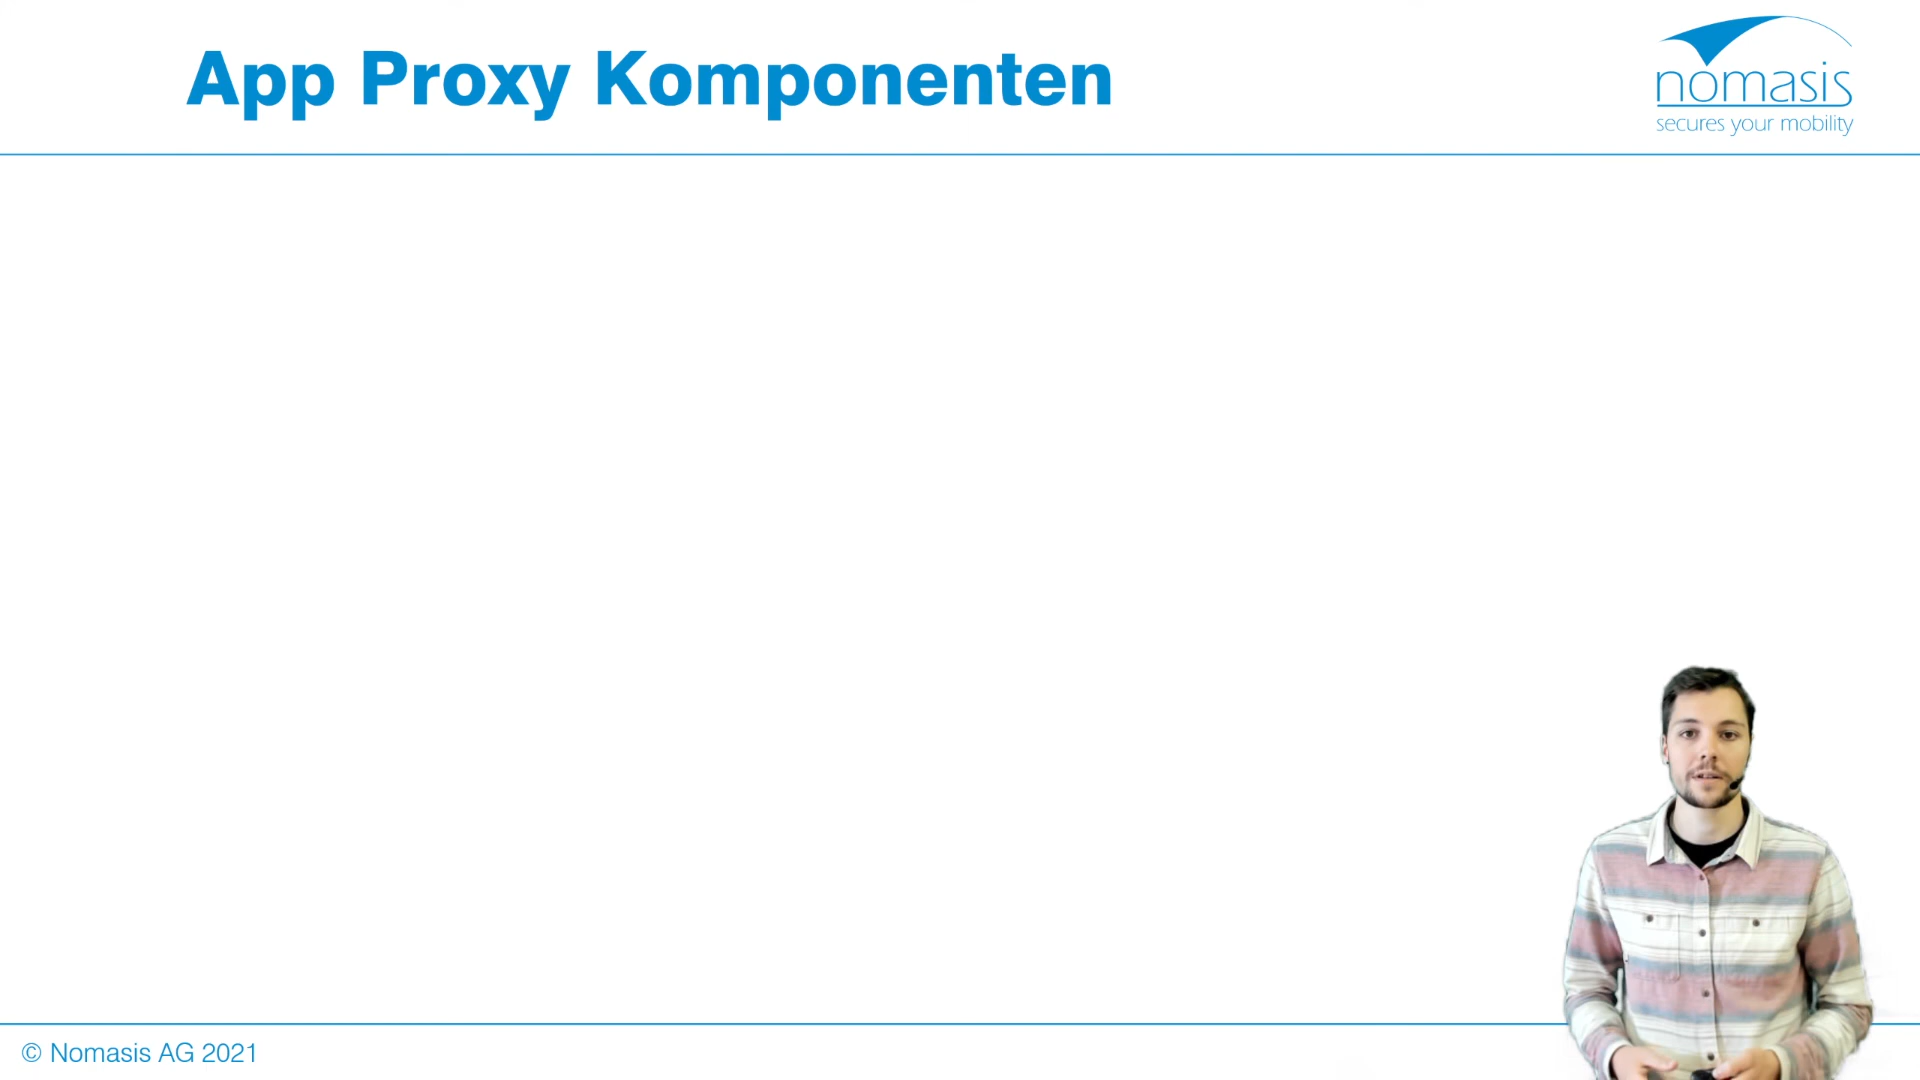 App Proxy Komponenten
nomasis
secures your mobility
© Nomasis AG 2021